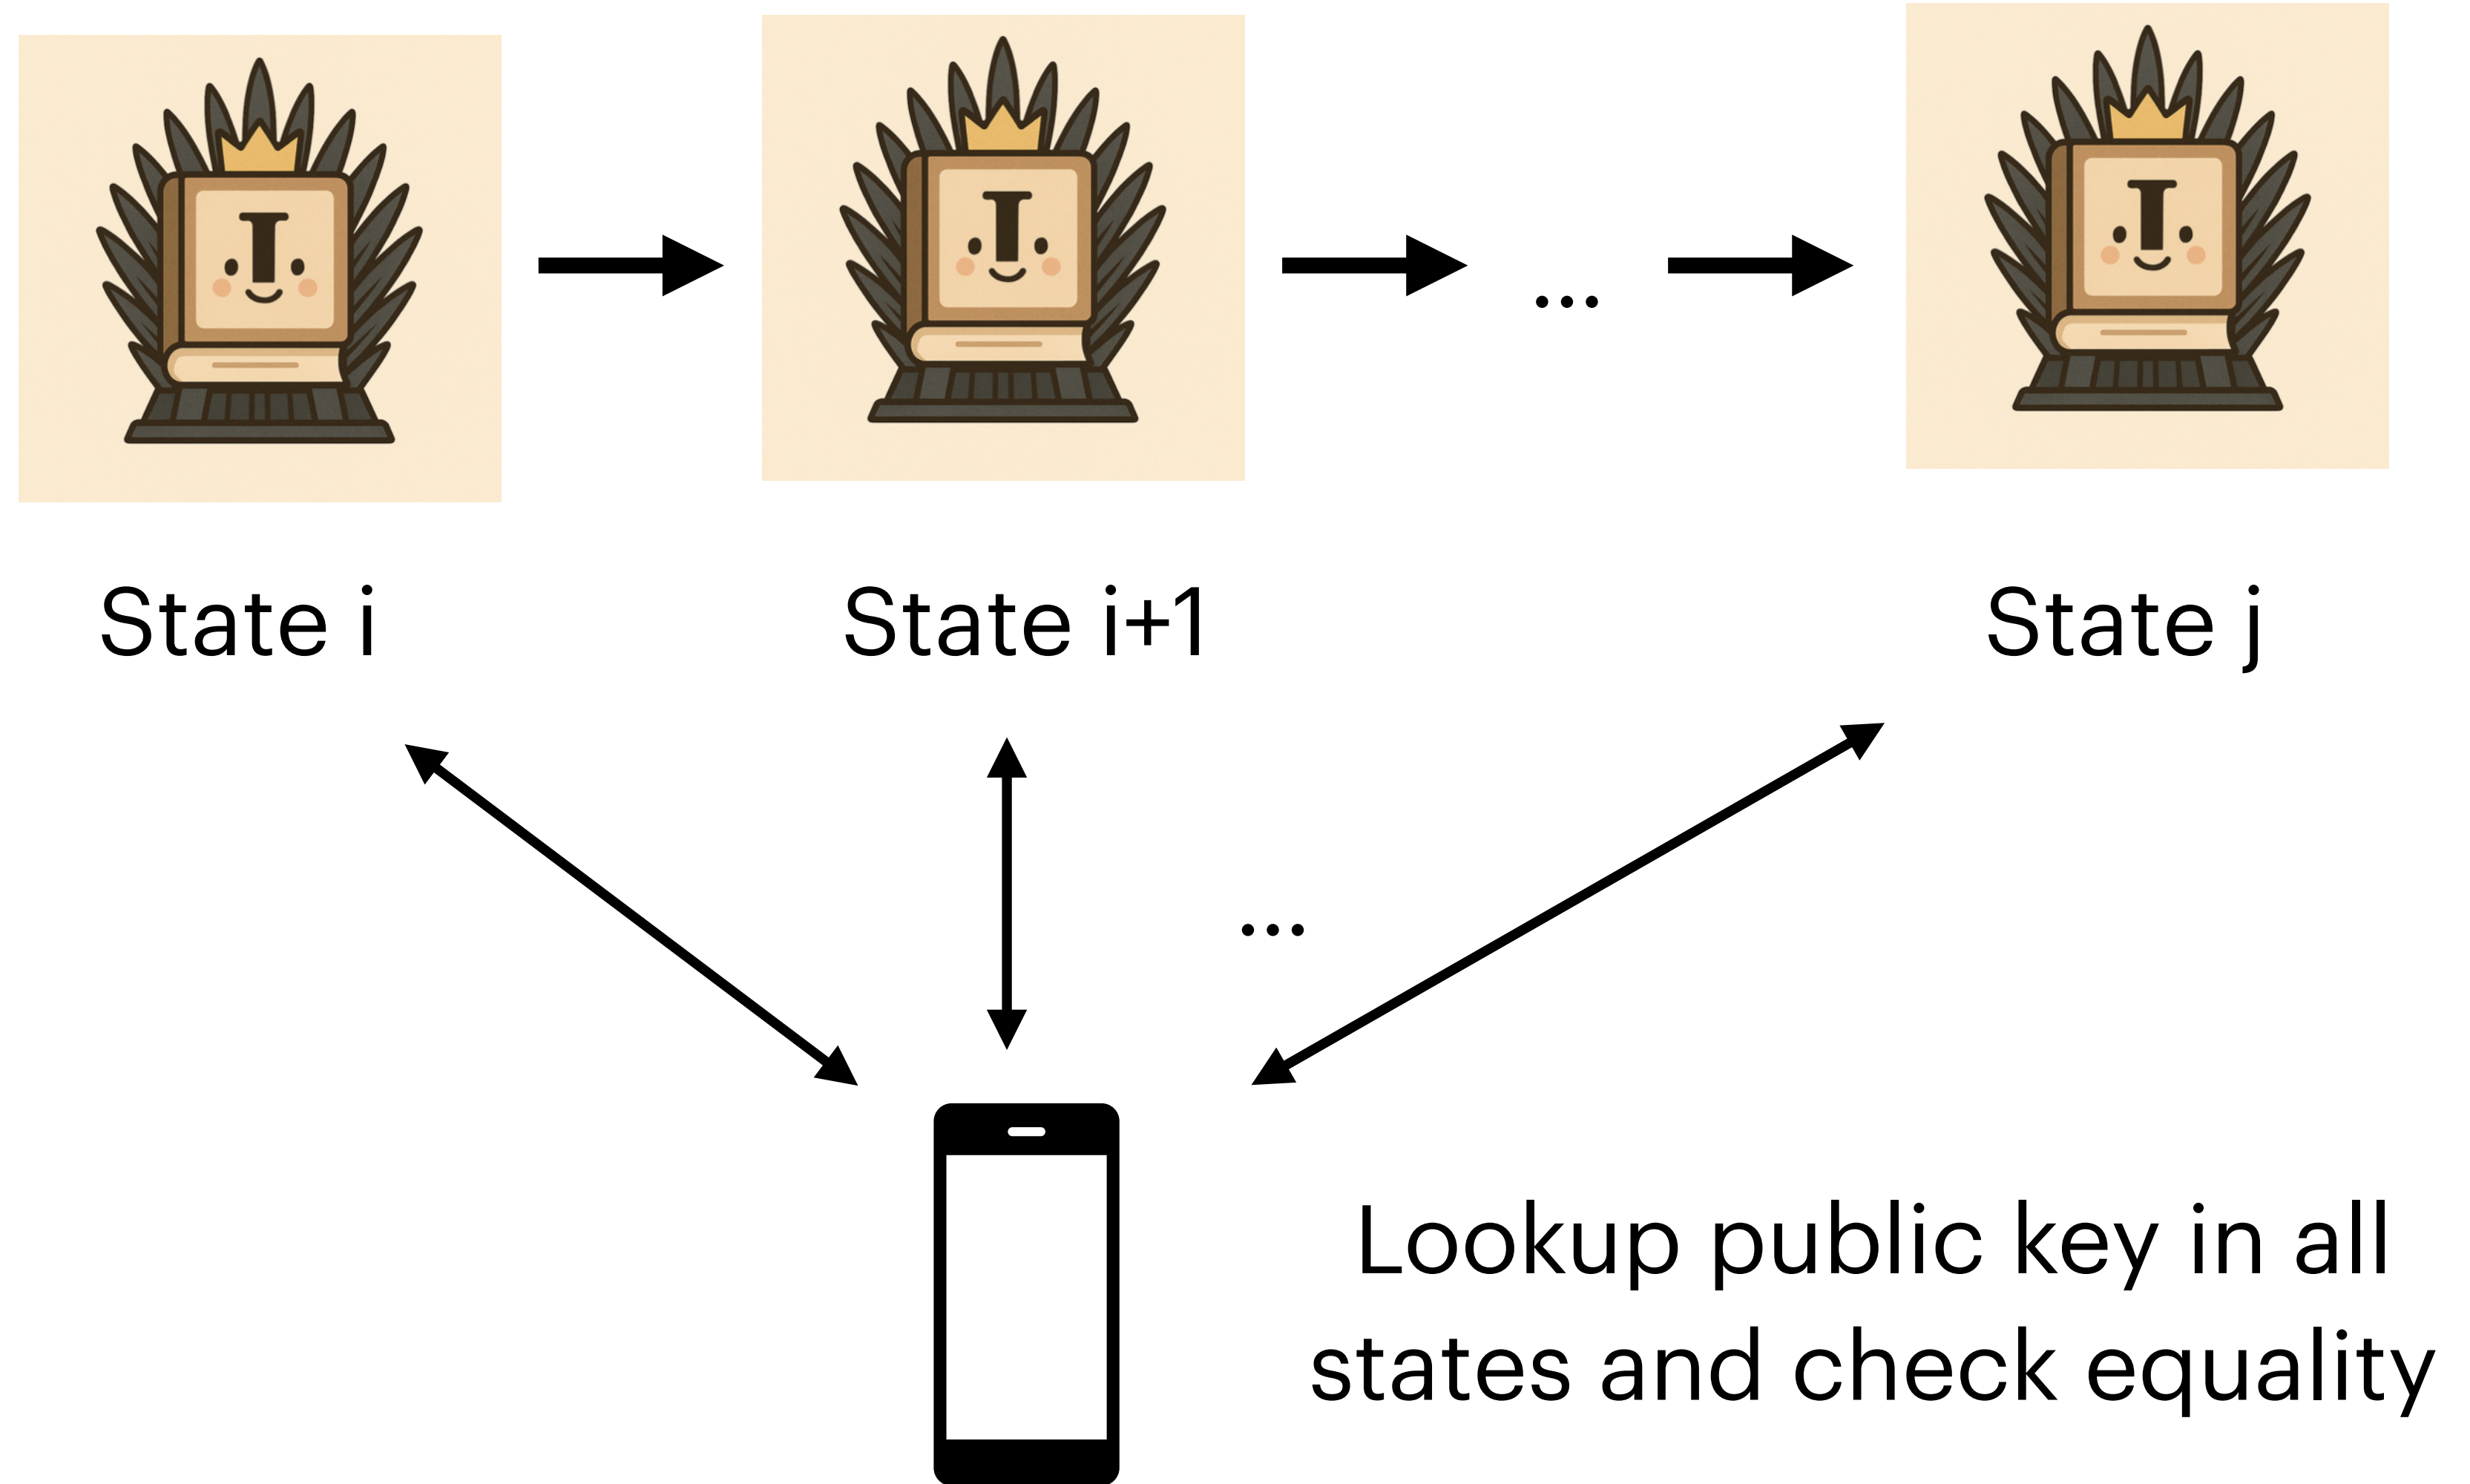 I
I
I
...
State i
State i+1
State j
...
Lookup public key in all
states and check equality